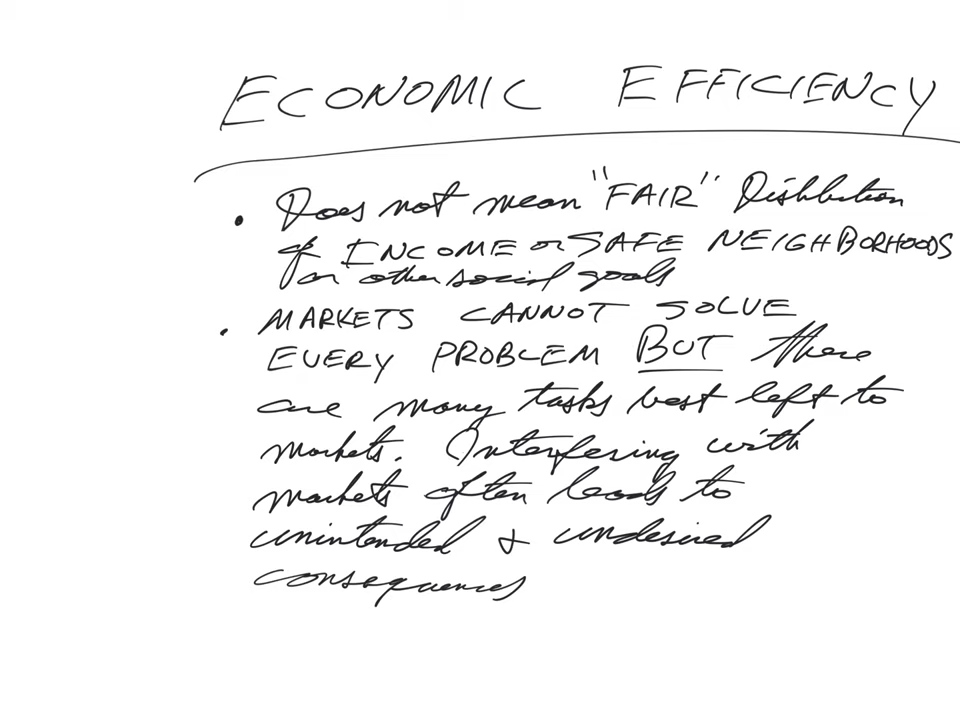 ECONOMIC EFFICIENCY
• Does not mean "FAIR" Distibution
of INCOME or SAFE NEIGHBORHOODS
or other social goals
• MARKETS CANNOT SOLVE
EVERY PROBLEM BUT there
are many tasks best left to
markets. Interfering with
markets often leads to
unintended & undesired
consequences